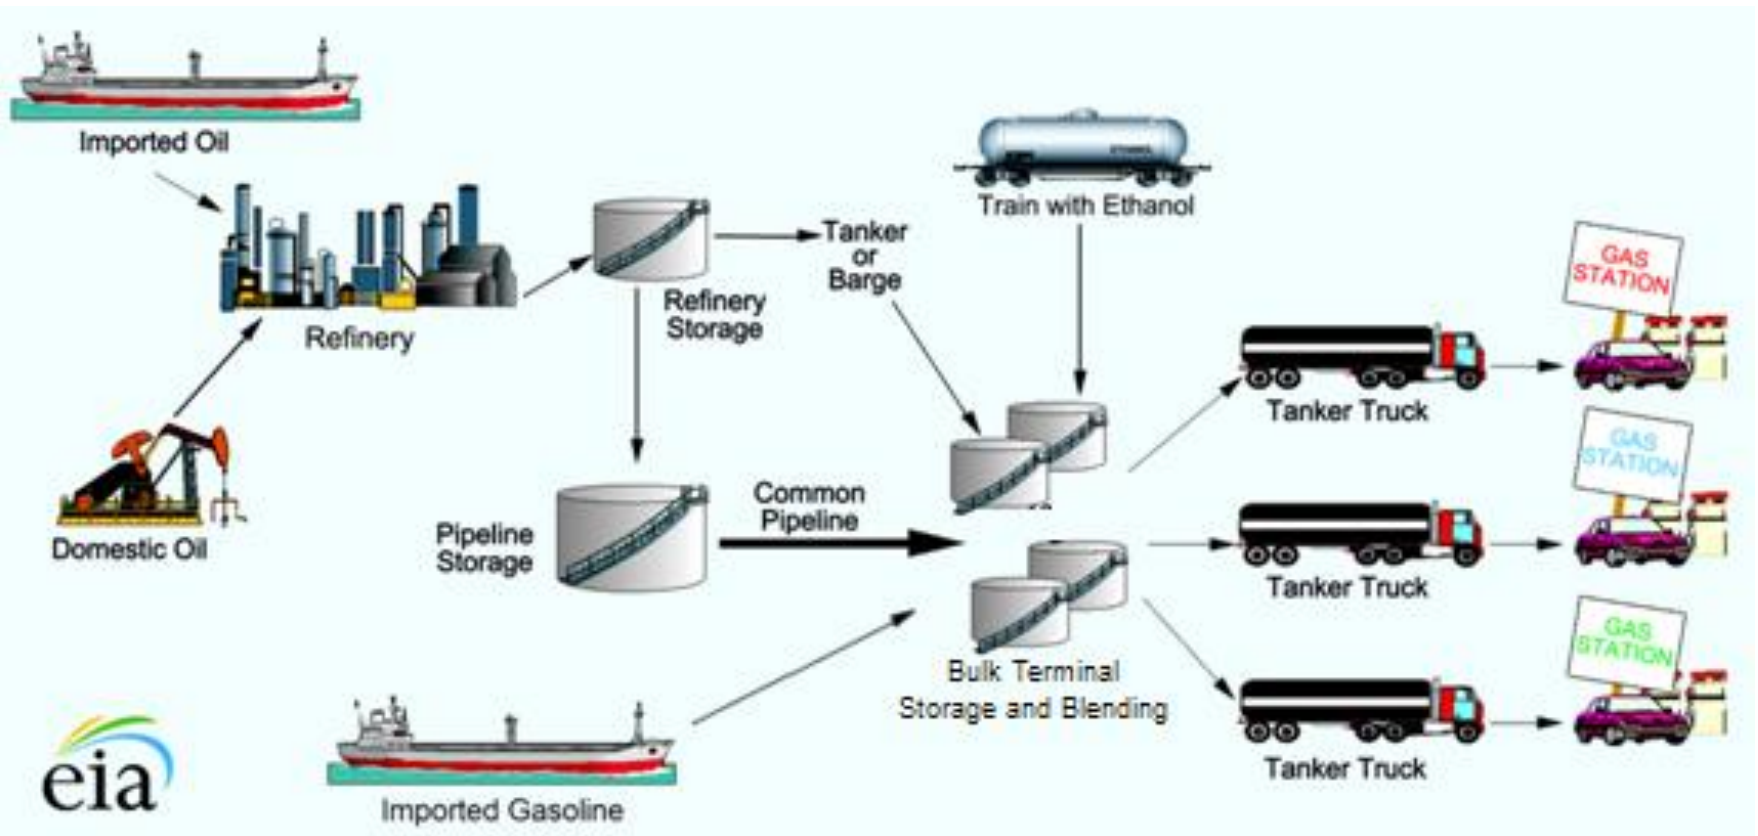 Imported Oil
ETHANOL
Train with Ethanol
Tanker
or
Barge
GAS
STATION
Refinery
Storage
Refinery
Tanker Truck
GAS
STATION
Common
Pipeline
Pipeline
Storage
Domestic Oil
Tanker Truck
GAS
STATION
Bulk Terminal
Storage and Blending
eia
Imported Gasoline
Tanker Truck